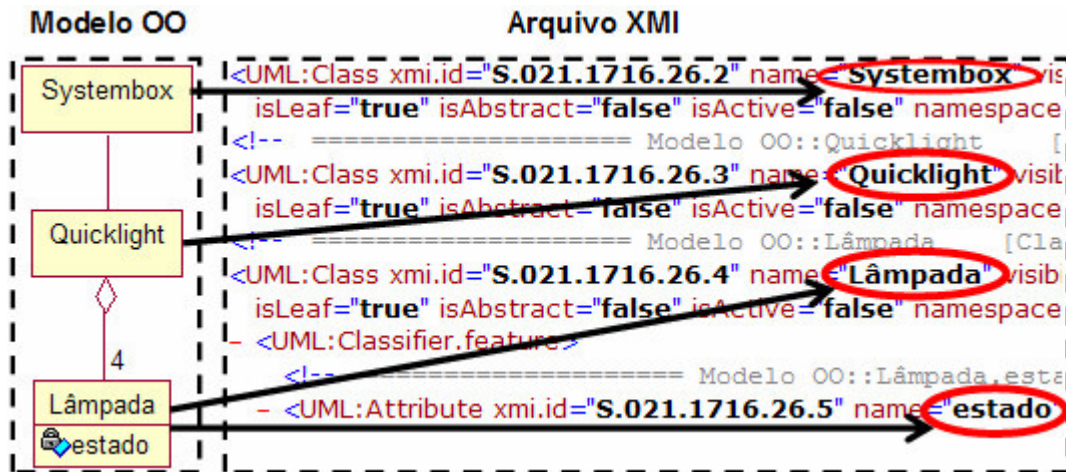 Modelo OO
Arquivo XMI
Systembox
Quicklight
4
Lâmpada
estado
<UML:Class xmi.id="S.021.1716.26.2" name="Systembox" vis
isLeaf="true" isAbstract="false" isActive="false" namespace
<!-- ==================== Modelo OO::Quicklight [
<UML:Class xmi.id="S.021.1716.26.3" name="Quicklight" visib
isLeaf="true" isAbstract="false" isActive="false" namespace
<!-- ==================== Modelo OO::Lâmpada [Cla
<UML:Class xmi.id="S.021.1716.26.4" name="Lâmpada" visibi
isLeaf="true" isAbstract="false" isActive="false" namespace
- <UML:Classifier.feature>
<!-- ==================== Modelo OO::Lâmpada.esta
- <UML:Attribute xmi.id="S.021.1716.26.5" name="estado"